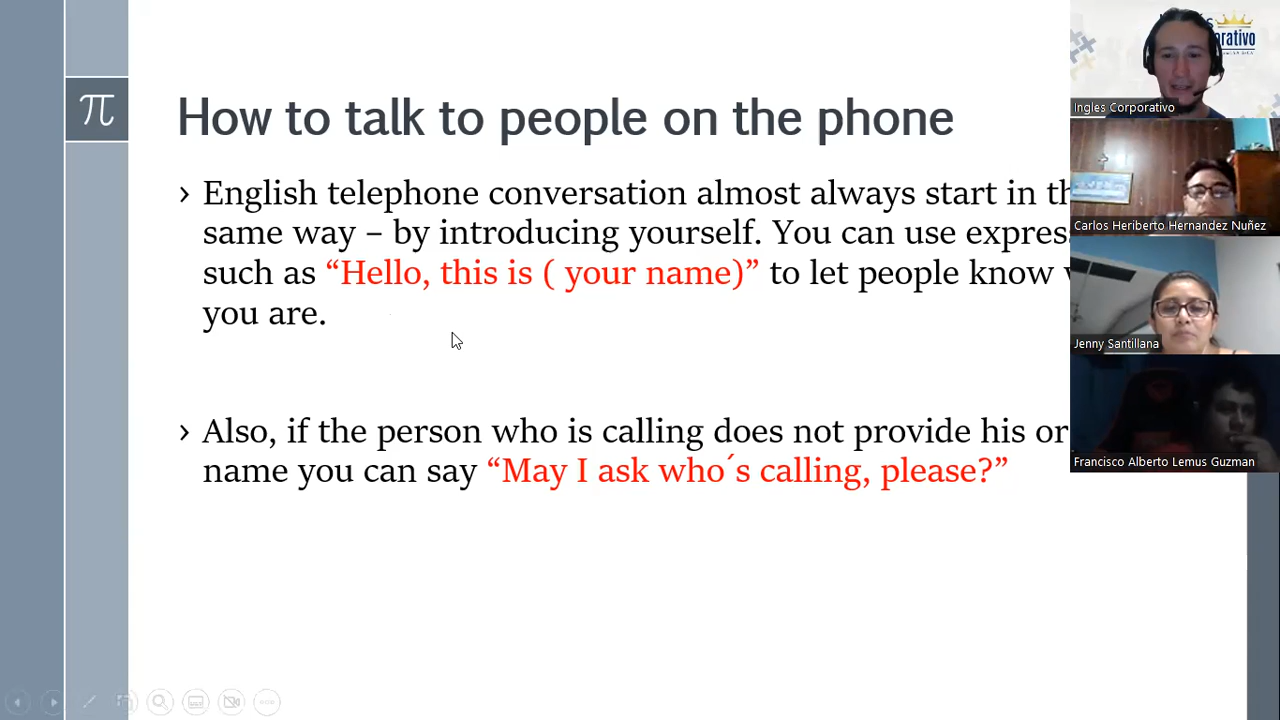 π
How to talk to people on the phone
› English telephone conversation almost always start in
same way – by introducing yourself. You can use
such as “Hello, this is ( your name)” to let people know
you are.
› Also, if the person who is calling does not provide his or
name you can say “May I ask who´s calling, please?”
Ingles Corporativo
Carlos Heriberto Hernandez Nuñez
Jenny Santillana
Francisco Alberto Lemus Guzman